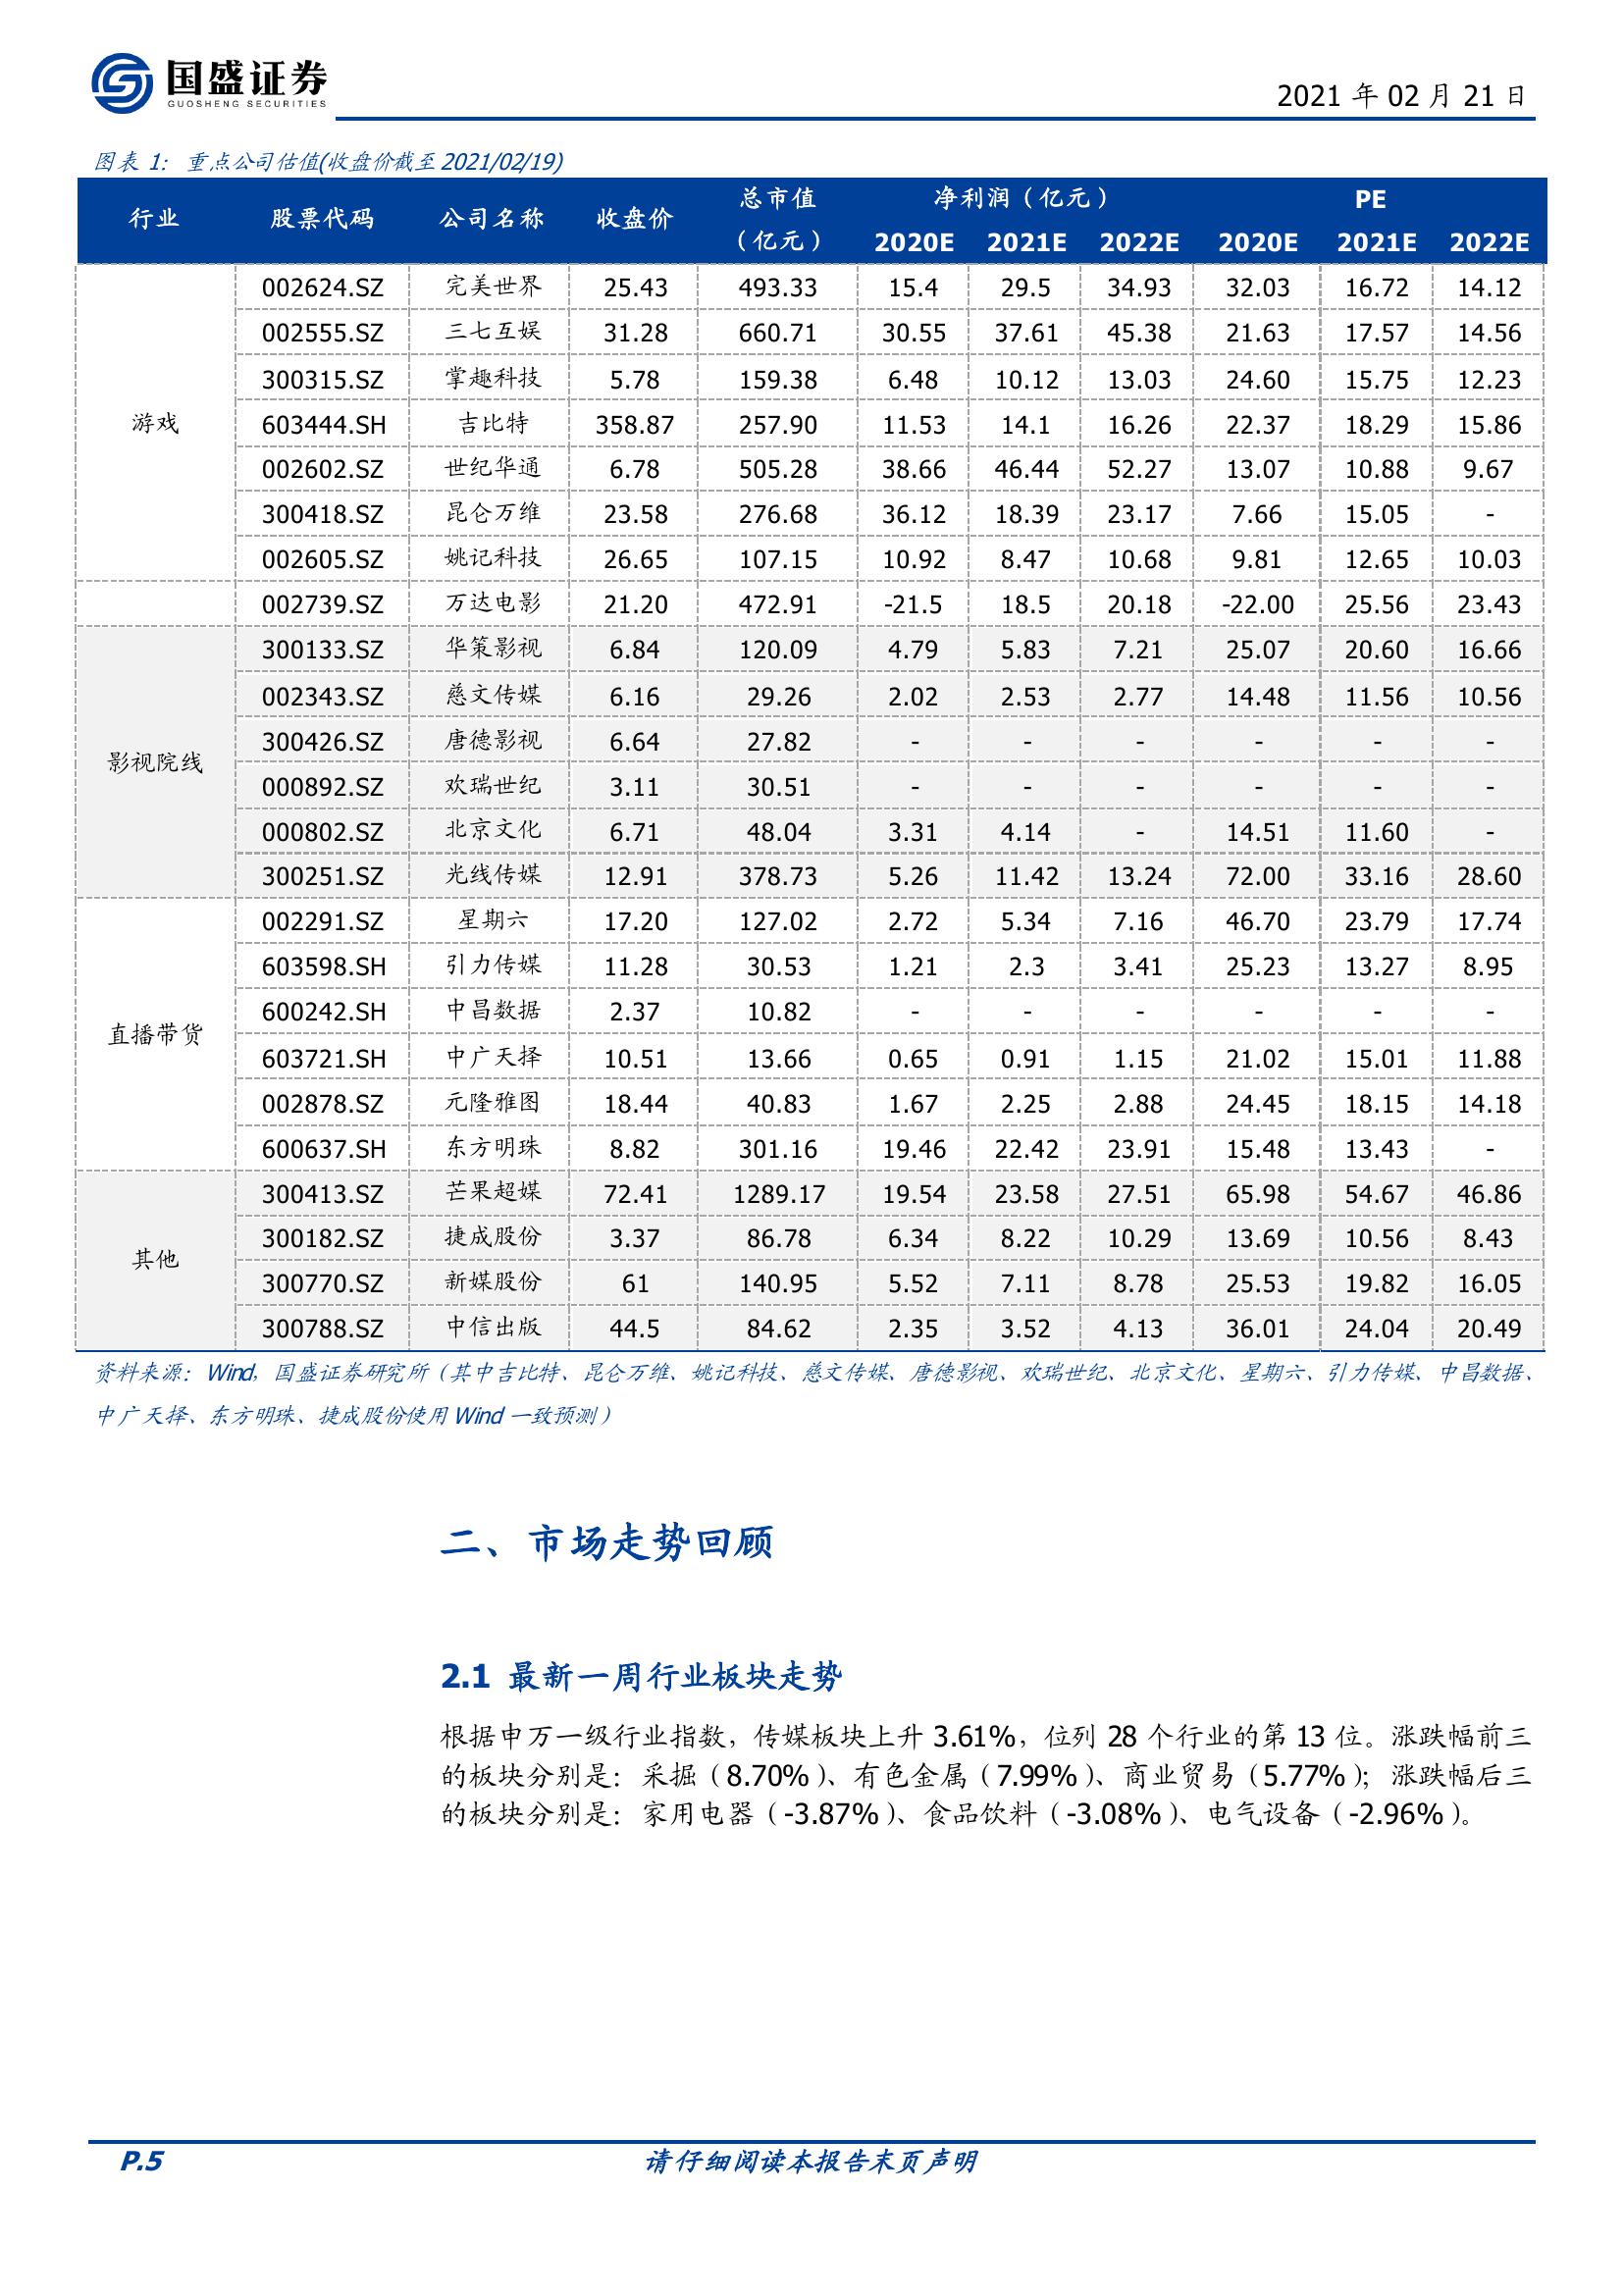 国盛证券
GUOSHENG SECURITIES
2021 年 02 月 21 日
图表 1: 重点公司估值(收盘价截至 2021/02/19)
行业 股票代码 公司名称 收盘价 总市值（亿元） 净利润（亿元） PE
2020E 2021E 2022E 2020E 2021E 2022E
游戏
002624.SZ 完美世界 25.43 493.33 15.4 29.5 34.93 32.03 16.72 14.12
002555.SZ 三七互娱 31.28 660.71 30.55 37.61 45.38 21.63 17.57 14.56
300315.SZ 掌趣科技 5.78 159.38 6.48 10.12 13.03 24.60 15.75 12.23
603444.SH 吉比特 358.87 257.90 11.53 14.1 16.26 22.37 18.29 15.86
002602.SZ 世纪华通 6.78 505.28 38.66 46.44 52.27 13.07 10.88 9.67
300418.SZ 昆仑万维 23.58 276.68 36.12 18.39 23.17 7.66 15.05 -
002605.SZ 姚记科技 26.65 107.15 10.92 8.47 10.68 9.81 12.65 10.03
002739.SZ 万达电影 21.20 472.91 -21.5 18.5 20.18 -22.00 25.56 23.43
影视院线
300133.SZ 华策影视 6.84 120.09 4.79 5.83 7.21 25.07 20.60 16.66
002343.SZ 慈文传媒 6.16 29.26 2.02 2.53 2.77 14.48 11.56 10.56
300426.SZ 唐德影视 6.64 27.82 - - - - - -
000892.SZ 欢瑞世纪 3.11 30.51 - - - - - -
000802.SZ 北京文化 6.71 48.04 3.31 4.14 - 14.51 11.60 -
300251.SZ 光线传媒 12.91 378.73 5.26 11.42 13.24 72.00 33.16 28.60
直播带货
002291.SZ 星期六 17.20 127.02 2.72 5.34 7.16 46.70 23.79 17.74
603598.SH 引力传媒 11.28 30.53 1.21 2.3 3.41 25.23 13.27 8.95
600242.SH 中昌数据 2.37 10.82 - - - - - -
603721.SH 中广天择 10.51 13.66 0.65 0.91 1.15 21.02 15.01 11.88
002878.SZ 元隆雅图 18.44 40.83 1.67 2.25 2.88 24.45 18.15 14.18
600637.SH 东方明珠 8.82 301.16 19.46 22.42 23.91 15.48 13.43 -
其他
300413.SZ 芒果超媒 72.41 1289.17 19.54 23.58 27.51 65.98 54.67 46.86
300182.SZ 捷成股份 3.37 86.78 6.34 8.22 10.29 13.69 10.56 8.43
300770.SZ 新媒股份 61 140.95 5.52 7.11 8.78 25.53 19.82 16.05
300788.SZ 中信出版 44.5 84.62 2.35 3.52 4.13 36.01 24.04 20.49
资料来源：Wind，国盛证券研究所（其中吉比特、昆仑万维、姚记科技、慈文传媒、唐德影视、欢瑞世纪、北京文化、星期六、引力传媒、中昌数据、
中广天择、东方明珠、捷成股份使用 Wind 一致预测）
二、市场走势回顾
2.1 最新一周行业板块走势
根据申万一级行业指数，传媒板块上升 3.61%，位列 28 个行业的第 13 位。涨跌幅前三
的板块分别是：采掘（8.70%）、有色金属（7.99%）、商业贸易（5.77%）；涨跌幅后三
的板块分别是：家用电器（-3.87%）、食品饮料（-3.08%）、电气设备（-2.96%）。
P.5 请仔细阅读本报告末页声明